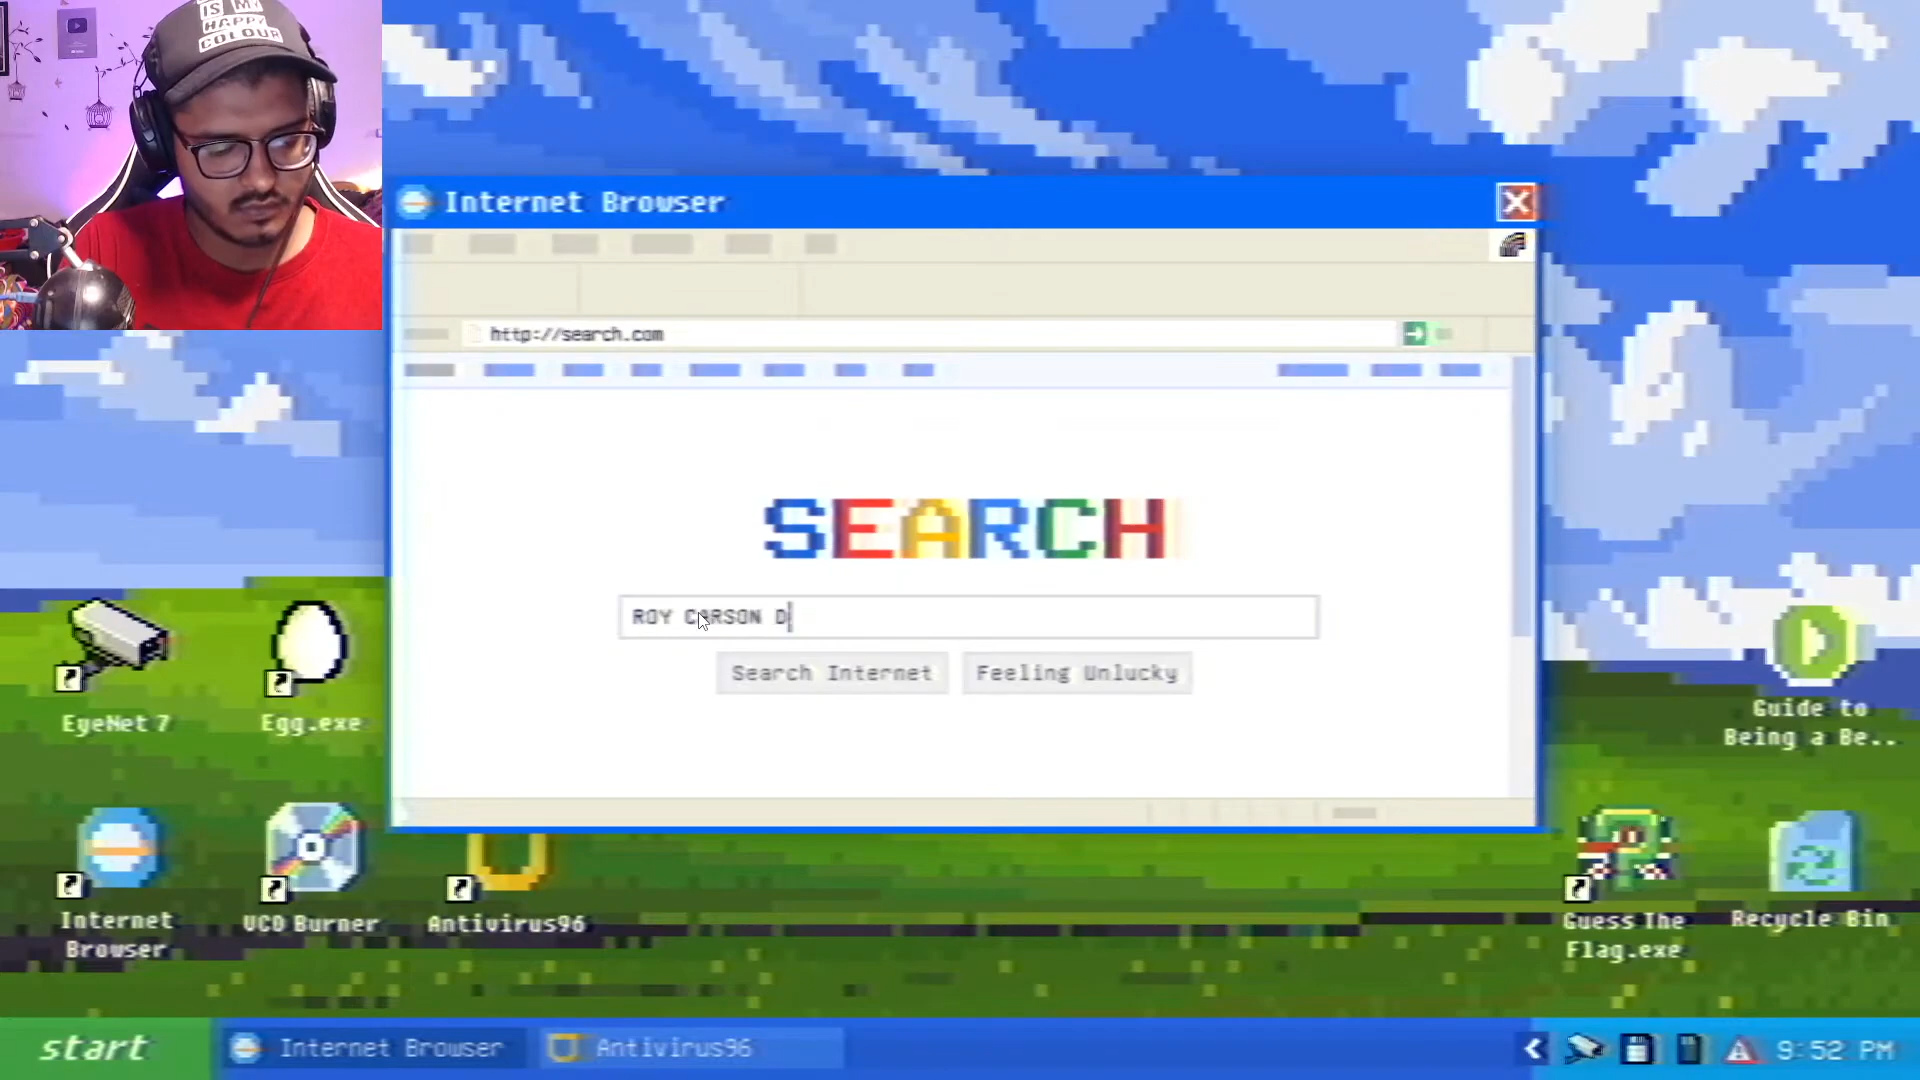 IS MY
HAPPY
COLOUR
Internet Browser
http://search.com
SEARCH
ROY CARSON D
Search Internet
Feeling Unlucky
EyeNet 7
Egg.exe
Guide to
Being a Be..
Internet
Browser
VCD Burner
Antivirus96
Guess The
Flag.exe
Recycle Bin
start
Internet Browser
Antivirus96
9:52 PM